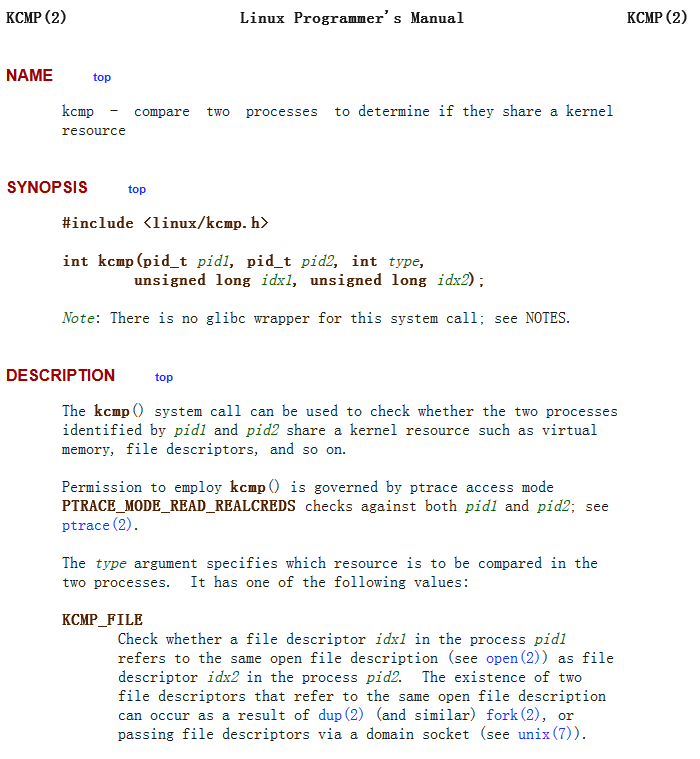 KCMP(2) Linux Programmer's Manual KCMP(2)
NAME top
kcmp - compare two processes to determine if they share a kernel
resource
SYNOPSIS top
#include <linux/kcmp.h>
int kcmp(pid_t pid1, pid_t pid2, int type,
unsigned long idx1, unsigned long idx2);
Note: There is no glibc wrapper for this system call; see NOTES.
DESCRIPTION top
The kcmp() system call can be used to check whether the two processes
identified by pid1 and pid2 share a kernel resource such as virtual
memory, file descriptors, and so on.
Permission to employ kcmp() is governed by ptrace access mode
PTRACE_MODE_READ_REALCREDS checks against both pid1 and pid2; see
ptrace(2).
The type argument specifies which resource is to be compared in the
two processes. It has one of the following values:
KCMP_FILE
Check whether a file descriptor idx1 in the process pid1
refers to the same open file description (see open(2)) as file
descriptor idx2 in the process pid2. The existence of two
file descriptors that refer to the same open file description
can occur as a result of dup(2) (and similar) fork(2), or
passing file descriptors via a domain socket (see unix(7)).